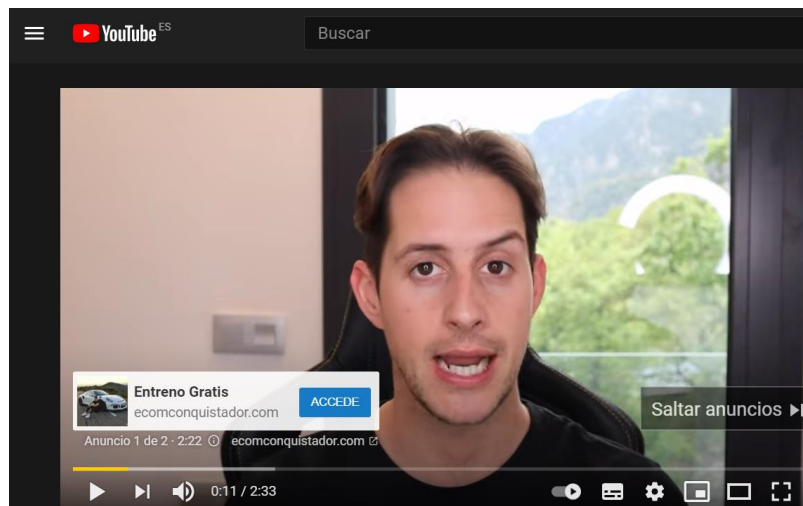 YouTube ES
Buscar
Entreno Gratis
ecomconquistador.com
ACCEDE
Saltar anuncios
Anuncio 1 de 2 · 2:22
ecomconquistador.com
0:11 / 2:33